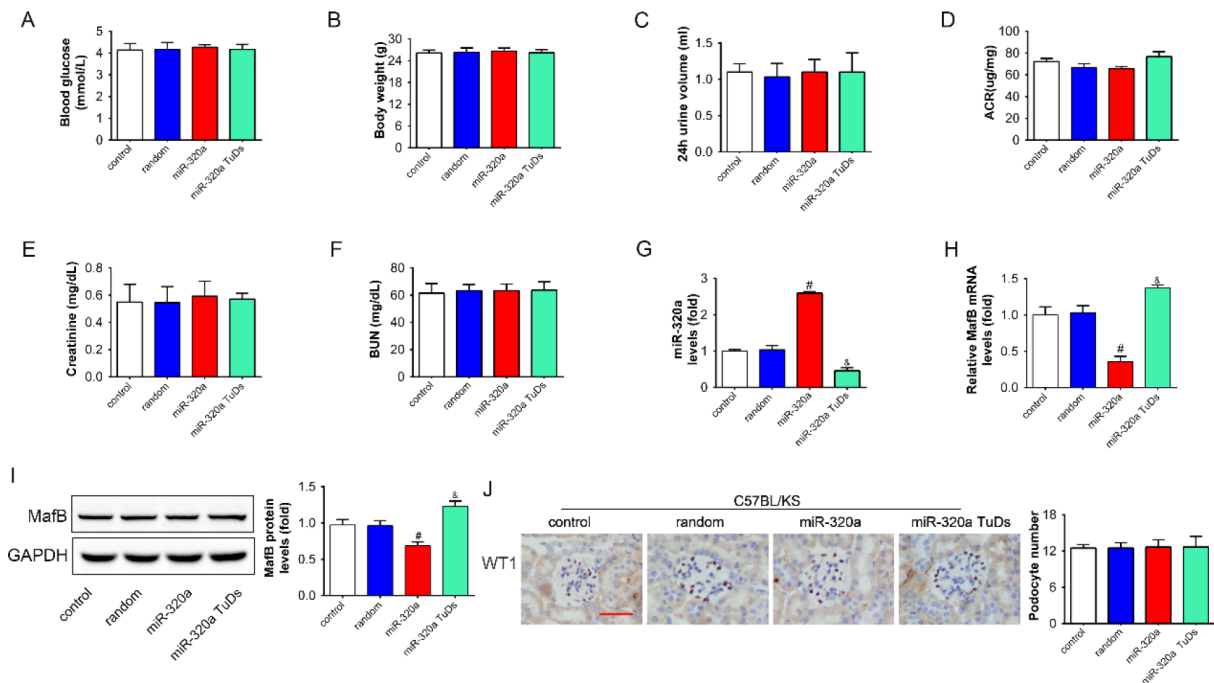 A
Blood glucose
(mmol/L)
5
4
3
2
1
0
control
random
miR-320a
miR-320a TuDs
B
Body weight (g)
30
24
18
12
6
0
control
random
miR-320a
miR-320a TuDs
C
24h urine volume (ml)
1.5
1.0
0.5
0.0
control
random
miR-320a
miR-320a TuDs
D
ACR(ug/mg)
100
80
60
40
20
0
control
random
miR-320a
miR-320a TuDs
E
Creatinine (mg/dL)
0.8
0.6
0.4
0.2
0.0
control
random
miR-320a
miR-320a TuDs
F
BUN (mg/dL)
80
60
40
20
0
control
random
miR-320a
miR-320a TuDs
G
miR-320a
levels (fold)
3
2
1
0
#
&
control
random
miR-320a
miR-320a TuDs
H
Relative MafB mRNA
levels (fold)
1.5
1.0
0.5
0.0
#
&
control
random
miR-320a
miR-320a TuDs
I
MafB
GAPDH
control
random
miR-320a
miR-320a TuDs
MafB protein
levels (fold)
1.5
1.0
0.5
0.0
#
&
control
random
miR-320a
miR-320a TuDs
J
C57BL/KS
control random miR-320a miR-320a TuDs
WT1
Podocyte number
18
12
6
0
control
random
miR-320a
miR-320a TuDs